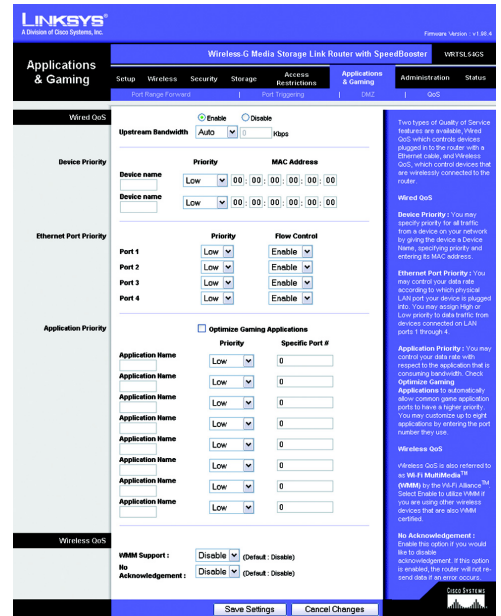 LINKSYS®
A Division of Cisco Systems, Inc.
Firmware Version : v1.98.4
Wireless-G Media Storage Link Router with SpeedBooster
WRTSL54GS
Applications & Gaming
Setup
Wireless
Security
Storage
Access Restrictions
Applications & Gaming
Administration
Status
Port Range Forward | Port Triggering | DMZ | QoS
Wired QoS
Enable Disable
Upstream Bandwidth Auto 0 Kbps
Device Priority
Priority MAC Address
Device name
Low 00 : 00 : 00 : 00 : 00 : 00
Device name
Low 00 : 00 : 00 : 00 : 00 : 00
Ethernet Port Priority
Priority Flow Control
Port 1 Low Enable
Port 2 Low Enable
Port 3 Low Enable
Port 4 Low Enable
Application Priority
Optimize Gaming Applications
Priority Specific Port #
Application Name
Low 0
Application Name
Low 0
Application Name
Low 0
Application Name
Low 0
Application Name
Low 0
Application Name
Low 0
Application Name
Low 0
Application Name
Low 0
Wireless QoS
WMM Support : Disable (Default : Disable)
No Acknowledgement : Disable (Default : Disable)
Save Settings
Cancel Changes
Two types of Quality of Service
features are available, Wired
QoS which controls devices
plugged in to the router with a
Ethernet cable, and Wireless
QoS, which control devices that
are wirelessly connected to the
router.
Wired QoS
Device Priority : You may
specify priority for all traffic
from a device on your network
by giving the device a Device
Name, specifying priority and
entering its MAC address.
Ethernet Port Priority : You
may control your data rate
according to which physical
LAN port your device is plugged
into. You may assign High or
Low priority to data traffic from
devices connected on LAN
ports 1 through 4.
Application Priority : You may
control your data rate with
respect to the application that is
consuming bandwidth. Check
Optimize Gaming
Applications to automatically
allow common game application
ports to have a higher priority.
You may customize up to eight
applications by entering the port
number they use.
Wireless QoS
Wireless QoS is also referred to
as Wi-Fi MultiMedia™
(WMM) by the Wi-Fi Alliance™
Select Enable to utilize WMM if
you are using other wireless
devices that are also WMM
certified.
No Acknowledgement :
Enable this option if you would
like to disable
acknowledgement. If this option
is enabled, the router will not re-
send data if an error occurs.
CISCO SYSTEMS